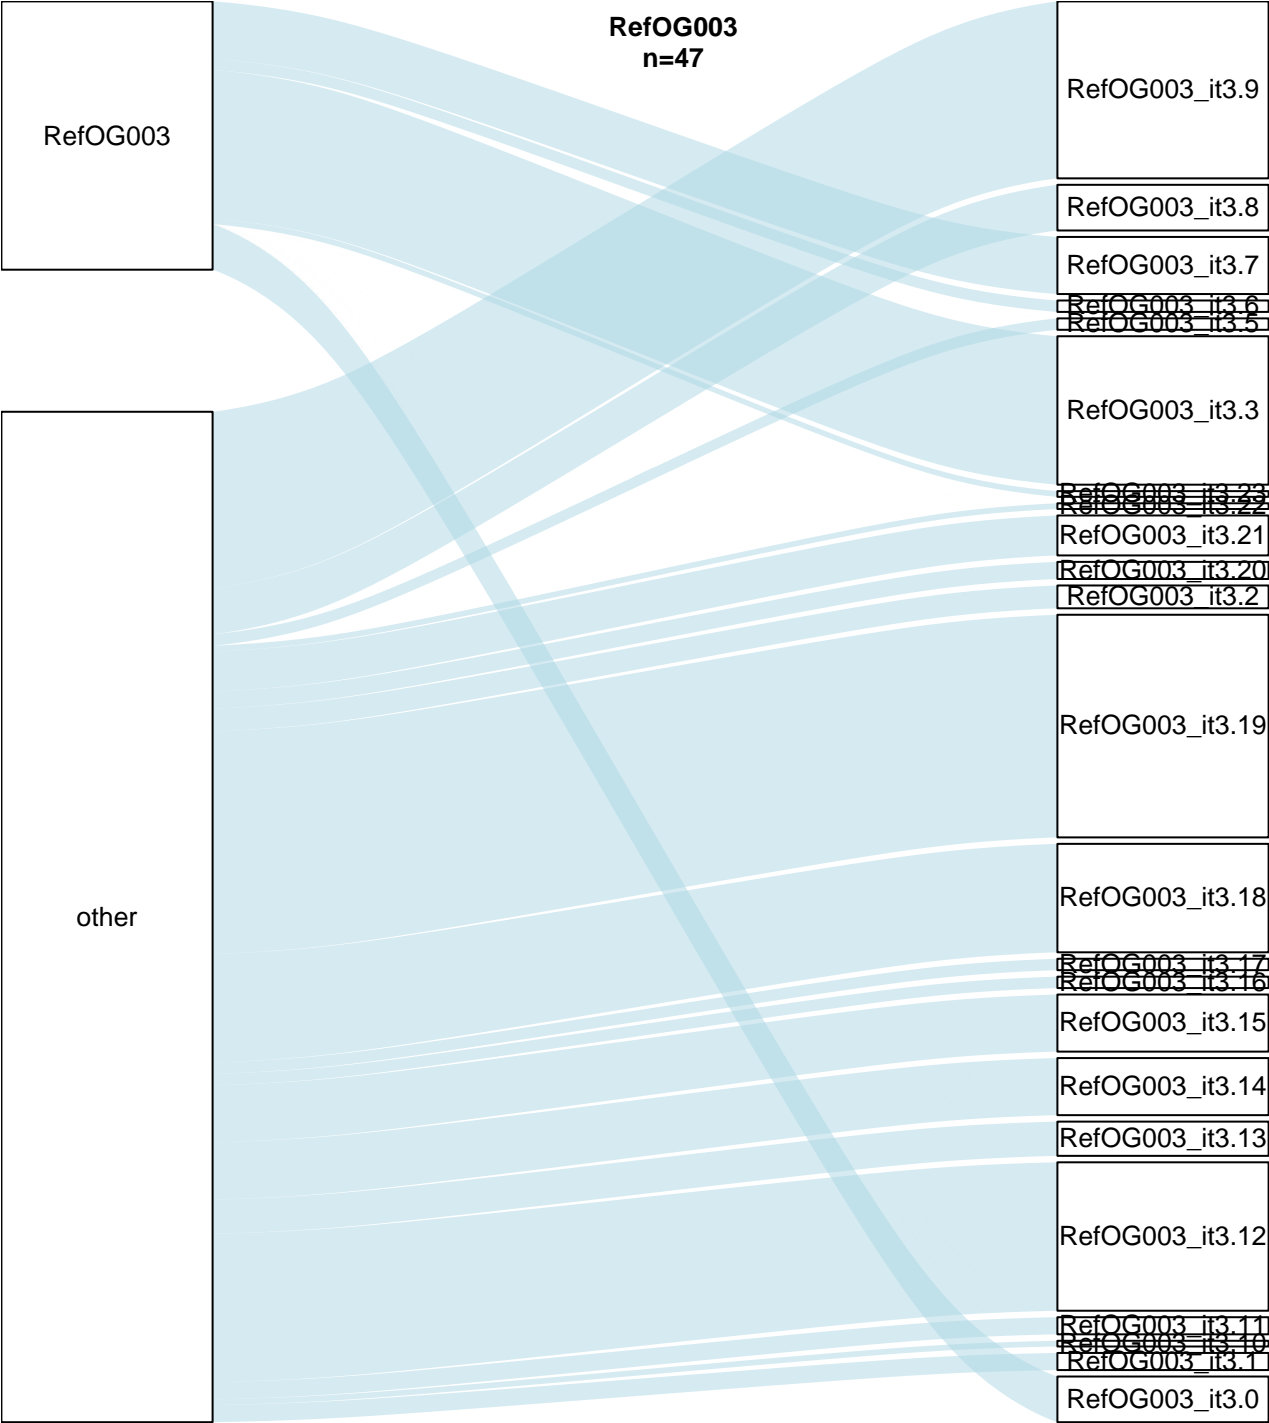 RefOG003
n=47
RefOG003
other
RefOG003_it3.9
RefOG003_it3.8
RefOG003_it3.7
RefOG003_it3.6
RefOG003_it3.5
RefOG003_it3.3
RefOG003_it3.23
RefOG003_it3.22
RefOG003_it3.21
RefOG003_it3.20
RefOG003_it3.2
RefOG003_it3.19
RefOG003_it3.18
RefOG003_it3.17
RefOG003_it3.16
RefOG003_it3.15
RefOG003_it3.14
RefOG003_it3.13
RefOG003_it3.12
RefOG003_it3.11
RefOG003_it3.10
RefOG003_it3.1
RefOG003_it3.0